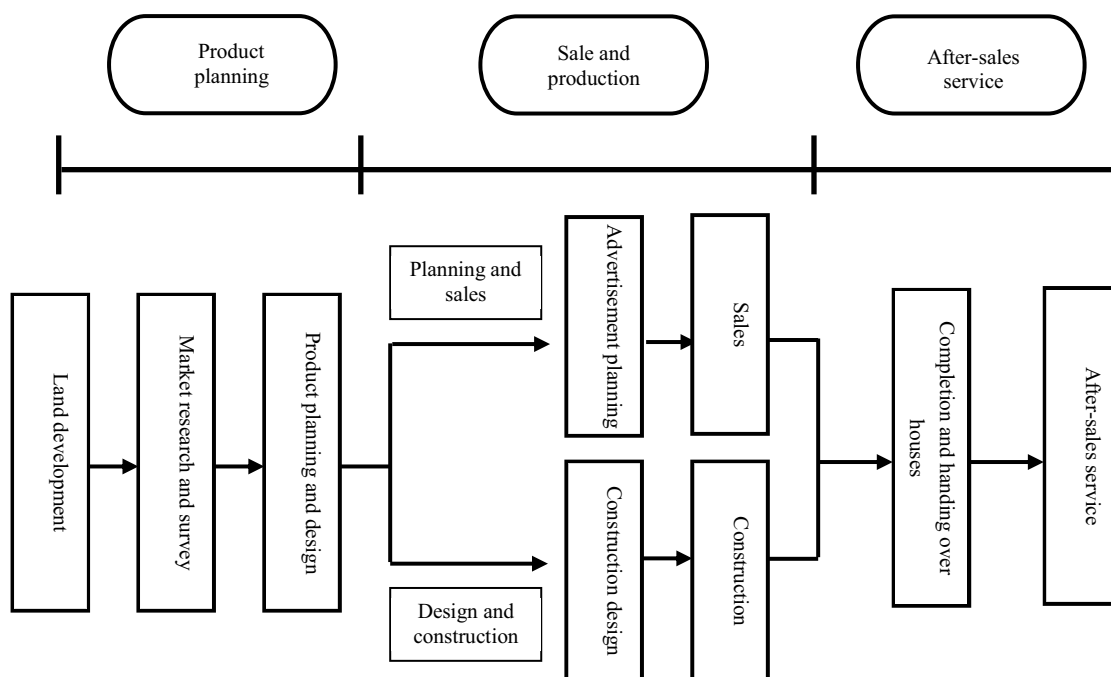 Product
planning
Sale and
production
After-sales
service
Land development
Market research and survey
Product planning and design
Planning and
sales
Design and
construction
Advertisement planning
Sales
Construction design
Construction
Completion and handing over
houses
After-sales service